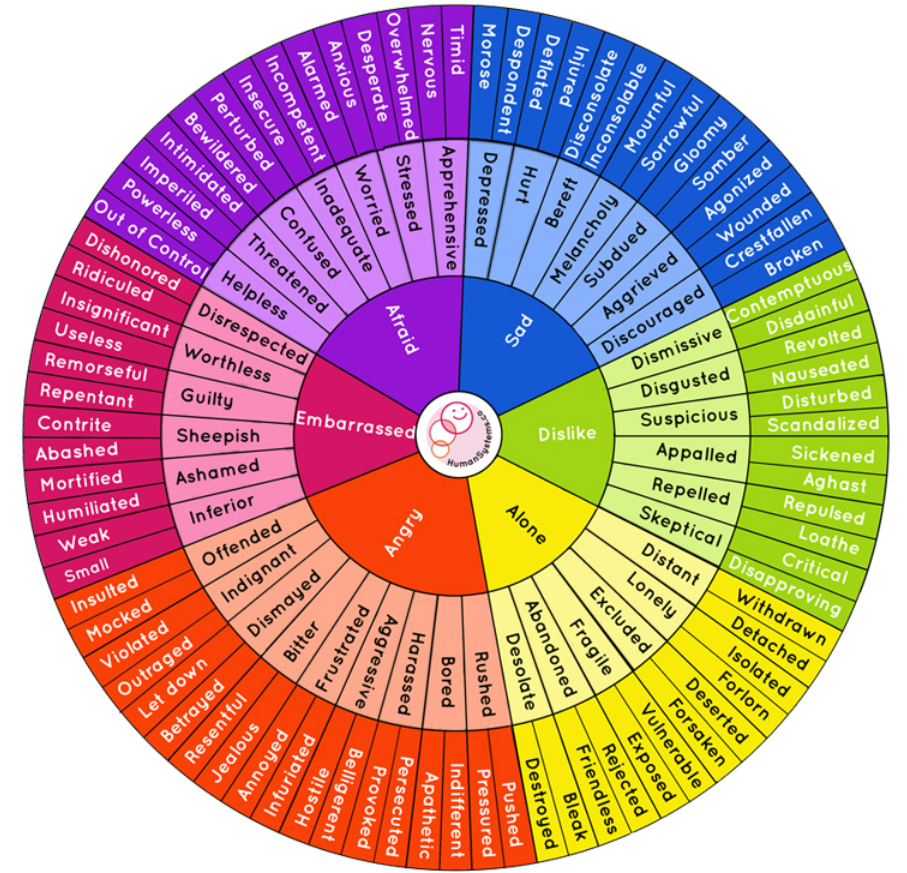 Afraid
Sad
Dislike
Alone
Angry
Embarrassed
HumanSystems.co
Depressed
Hurt
Bereft
Melancholy
Subdued
Aggrieved
Discouraged
Dismissive
Disgusted
Suspicious
Appalled
Repelled
Skeptical
Distant
Lonely
Excluded
Fragile
Abandoned
Desolate
Rushed
Bored
Harassed
Aggressive
Frustrated
Bitter
Dismayed
Indignant
Offended
Inferior
Ashamed
Sheepish
Guilty
Worthless
Disrespected
Helpless
Threatened
Confused
Inadequate
Worried
Stressed
Apprehensive
Morose
Despondent
Deflated
Injured
Disconsolate
Inconsolable
Mournful
Sorrowful
Gloomy
Somber
Agonized
Wounded
Crestfallen
Broken
Contemptuous
Disdainful
Revolted
Nauseated
Disturbed
Scandalized
Sickened
Aghast
Repulsed
Loathe
Critical
Disapproving
Withdrawn
Detached
Isolated
Forlorn
Deserted
Forsaken
Vulnerable
Exposed
Rejected
Friendless
Bleak
Destroyed
Pushed
Pressured
Indifferent
Apathetic
Persecuted
Provoked
Belligerent
Hostile
Infuriated
Annoyed
Jealous
Resentful
Betrayed
Let down
Outraged
Violated
Mocked
Insulted
Small
Weak
Humiliated
Mortified
Abashed
Contrite
Repentant
Remorseful
Useless
Insignificant
Ridiculed
Dishonored
Out of Control
Powerless
Imperiled
Intimidated
Bewildered
Perturbed
Insecure
Incompetent
Alarmed
Anxious
Desperate
Overwhelmed
Nervous
Timid